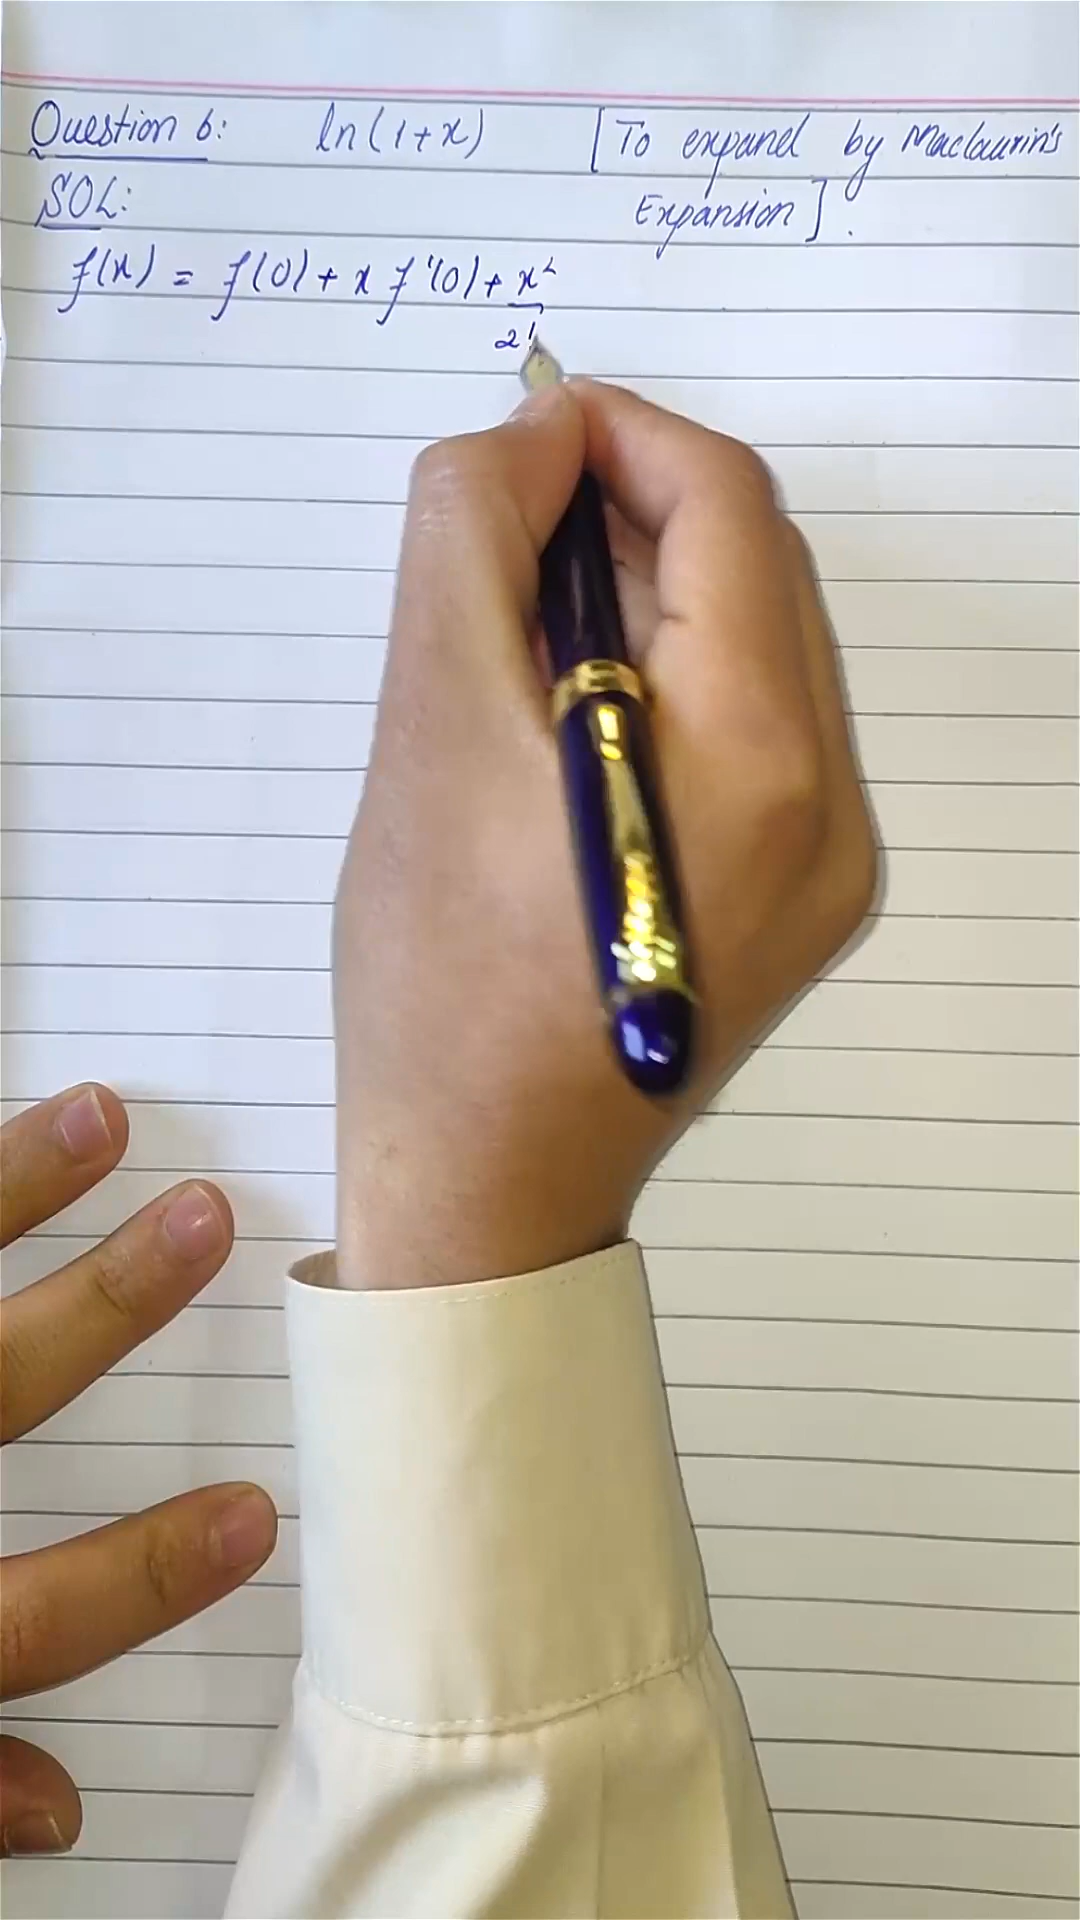 Question 6: ln(1+x) [To expand by Maclaurin's
Expansion].
SOL:
f(x) = f(0) + x f'(0) + x²
2!